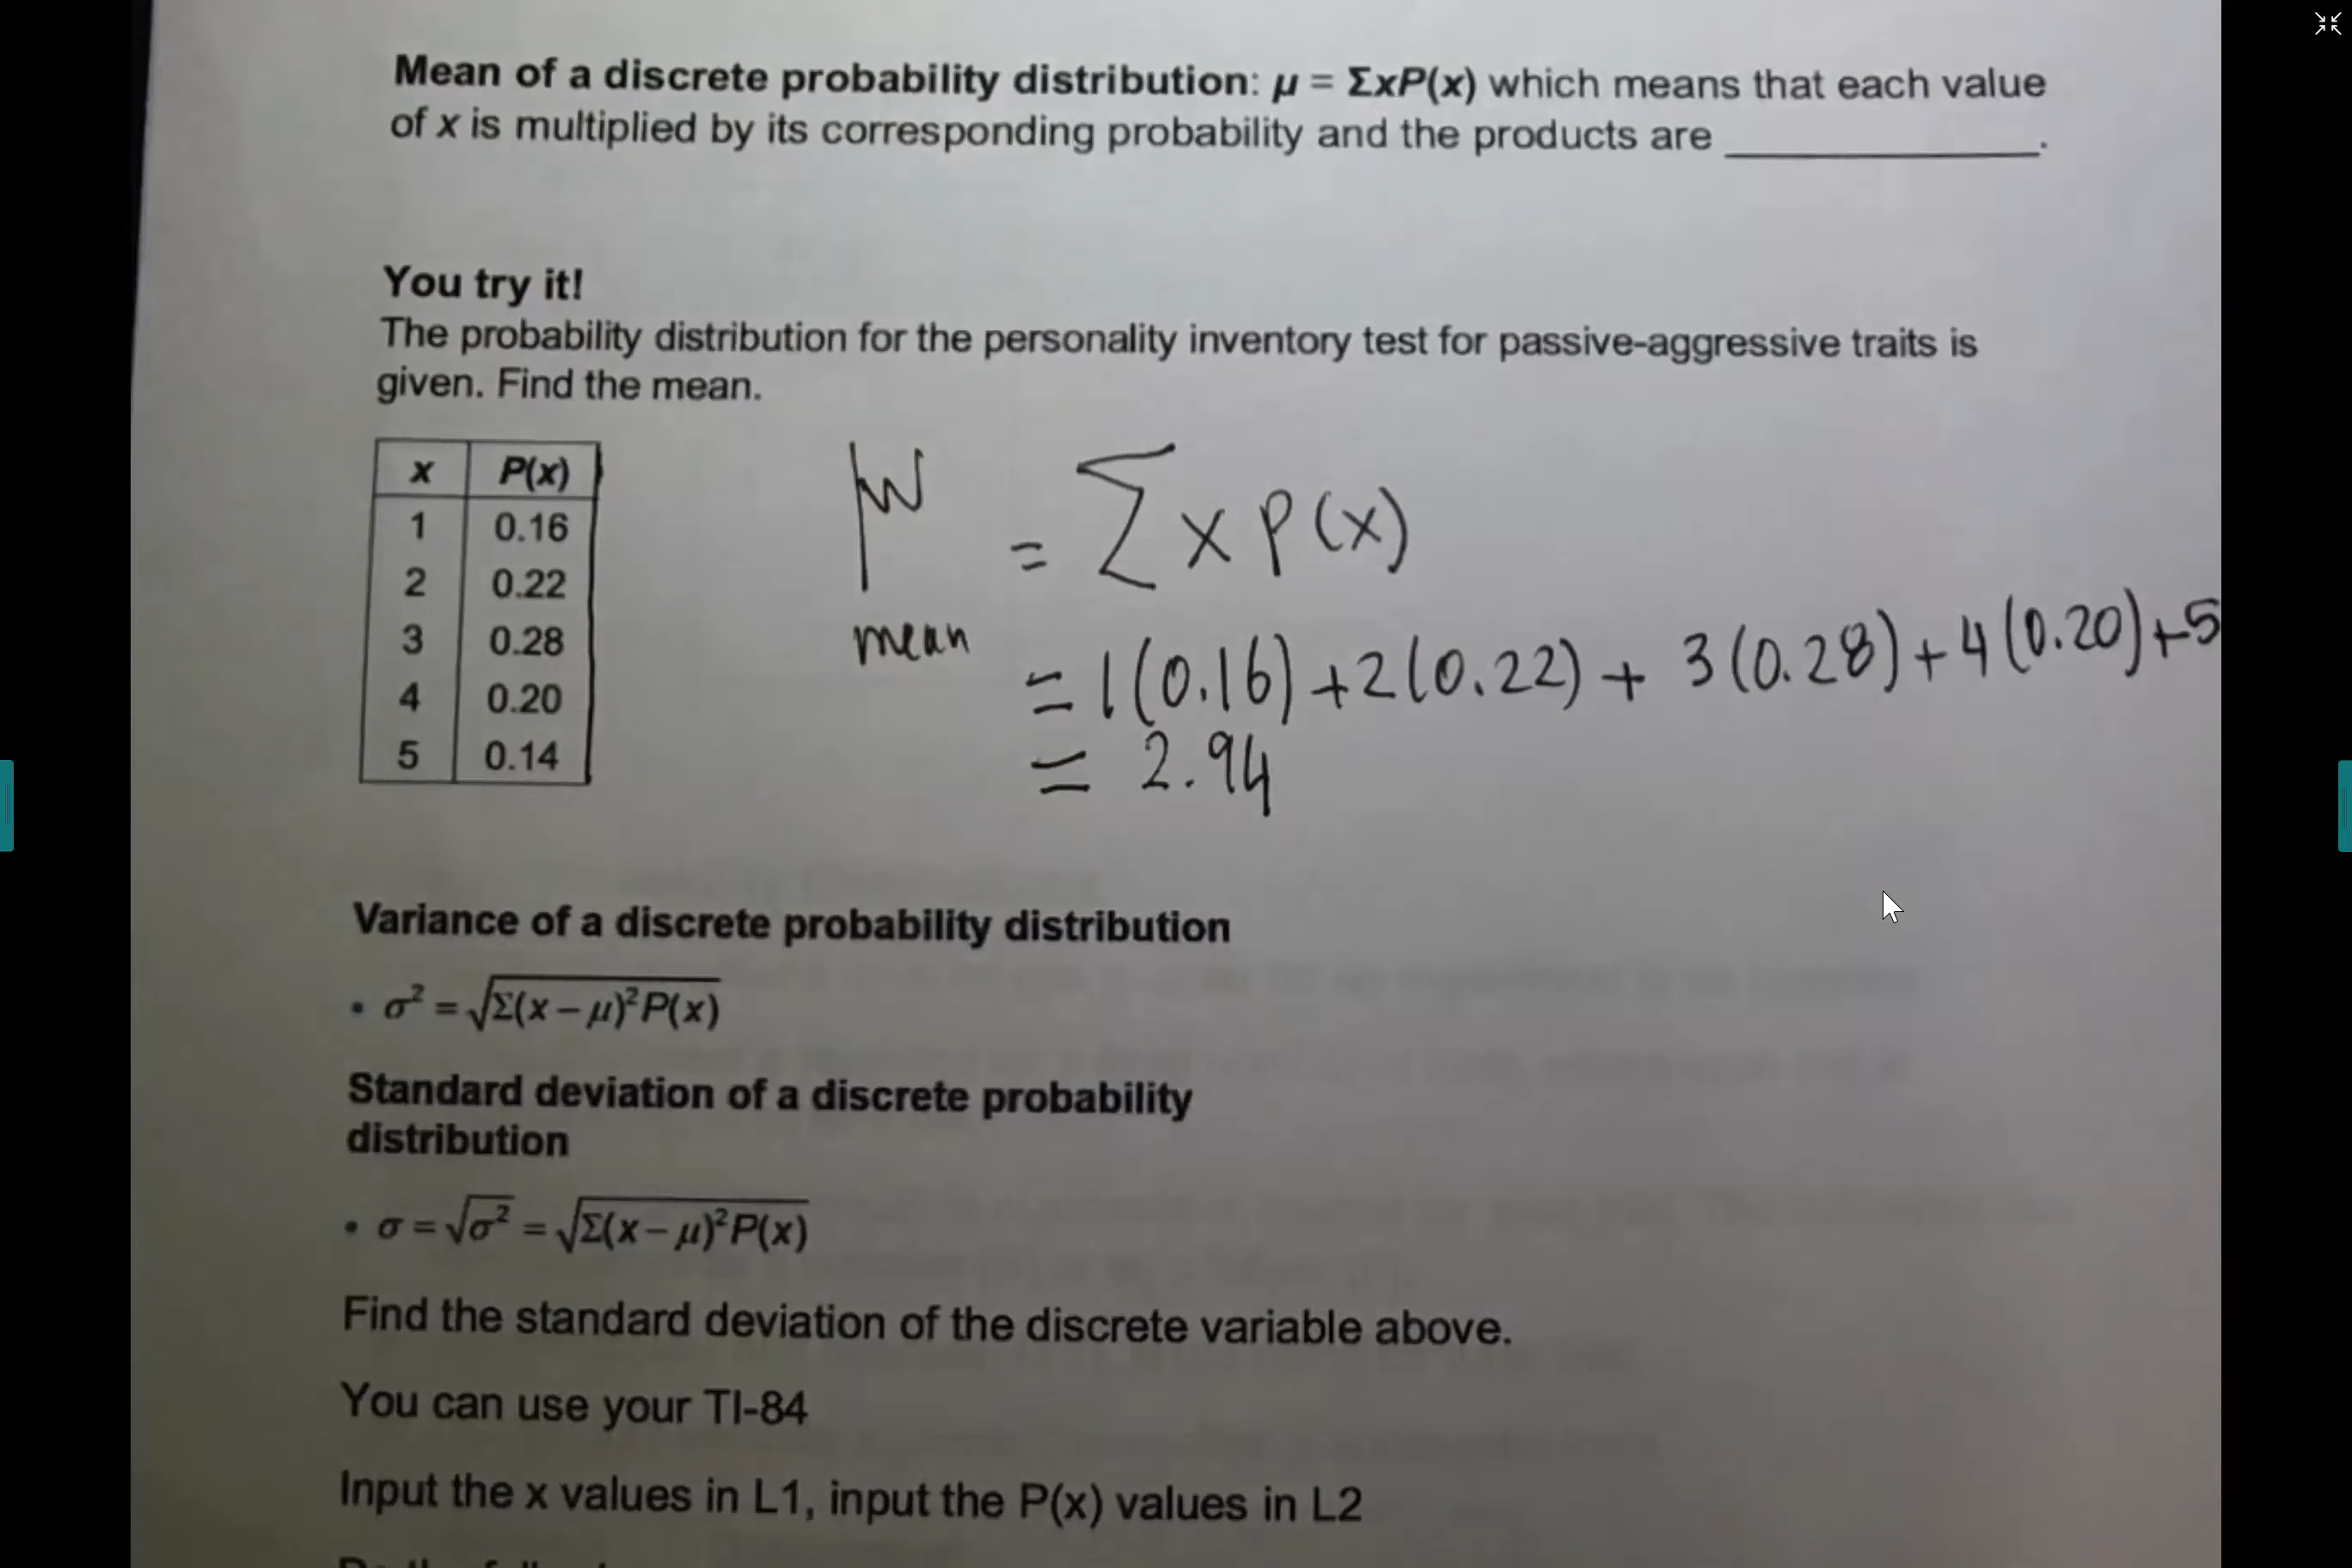 Mean of a discrete probability distribution: μ = ΣxP(x) which means that each value
of x is multiplied by its corresponding probability and the products are ____________.
You try it!
The probability distribution for the personality inventory test for passive-aggressive traits is
given. Find the mean.
x P(x)
1 0.16
2 0.22
3 0.28
4 0.20
5 0.14
μ = Σ x P(x)
mean
= 1(0.16) + 2(0.22) + 3(0.28) + 4(0.20) + 5
= 2.94
Variance of a discrete probability distribution
• σ² = √Σ(x – μ)²P(x)
Standard deviation of a discrete probability
distribution
• σ = √σ² = √Σ(x – μ)²P(x)
Find the standard deviation of the discrete variable above.
You can use your TI-84
Input the x values in L1, input the P(x) values in L2